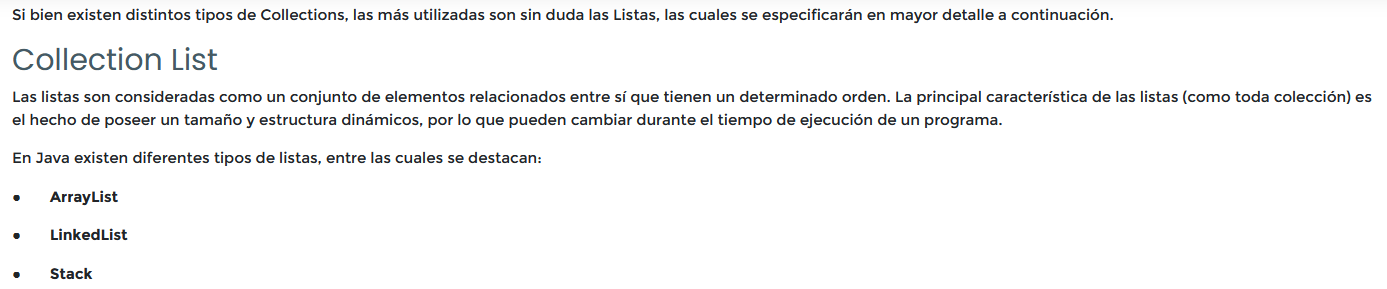 Si bien existen distintos tipos de Collections, las más utilizadas son sin duda las Listas, las cuales se especificarán en mayor detalle a continuación.
Collection List
Las listas son consideradas como un conjunto de elementos relacionados entre sí que tienen un determinado orden. La principal característica de las listas (como toda colección) es
el hecho de poseer un tamaño y estructura dinámicos, por lo que pueden cambiar durante el tiempo de ejecución de un programa.
En Java existen diferentes tipos de listas, entre las cuales se destacan:
• ArrayList
• LinkedList
• Stack